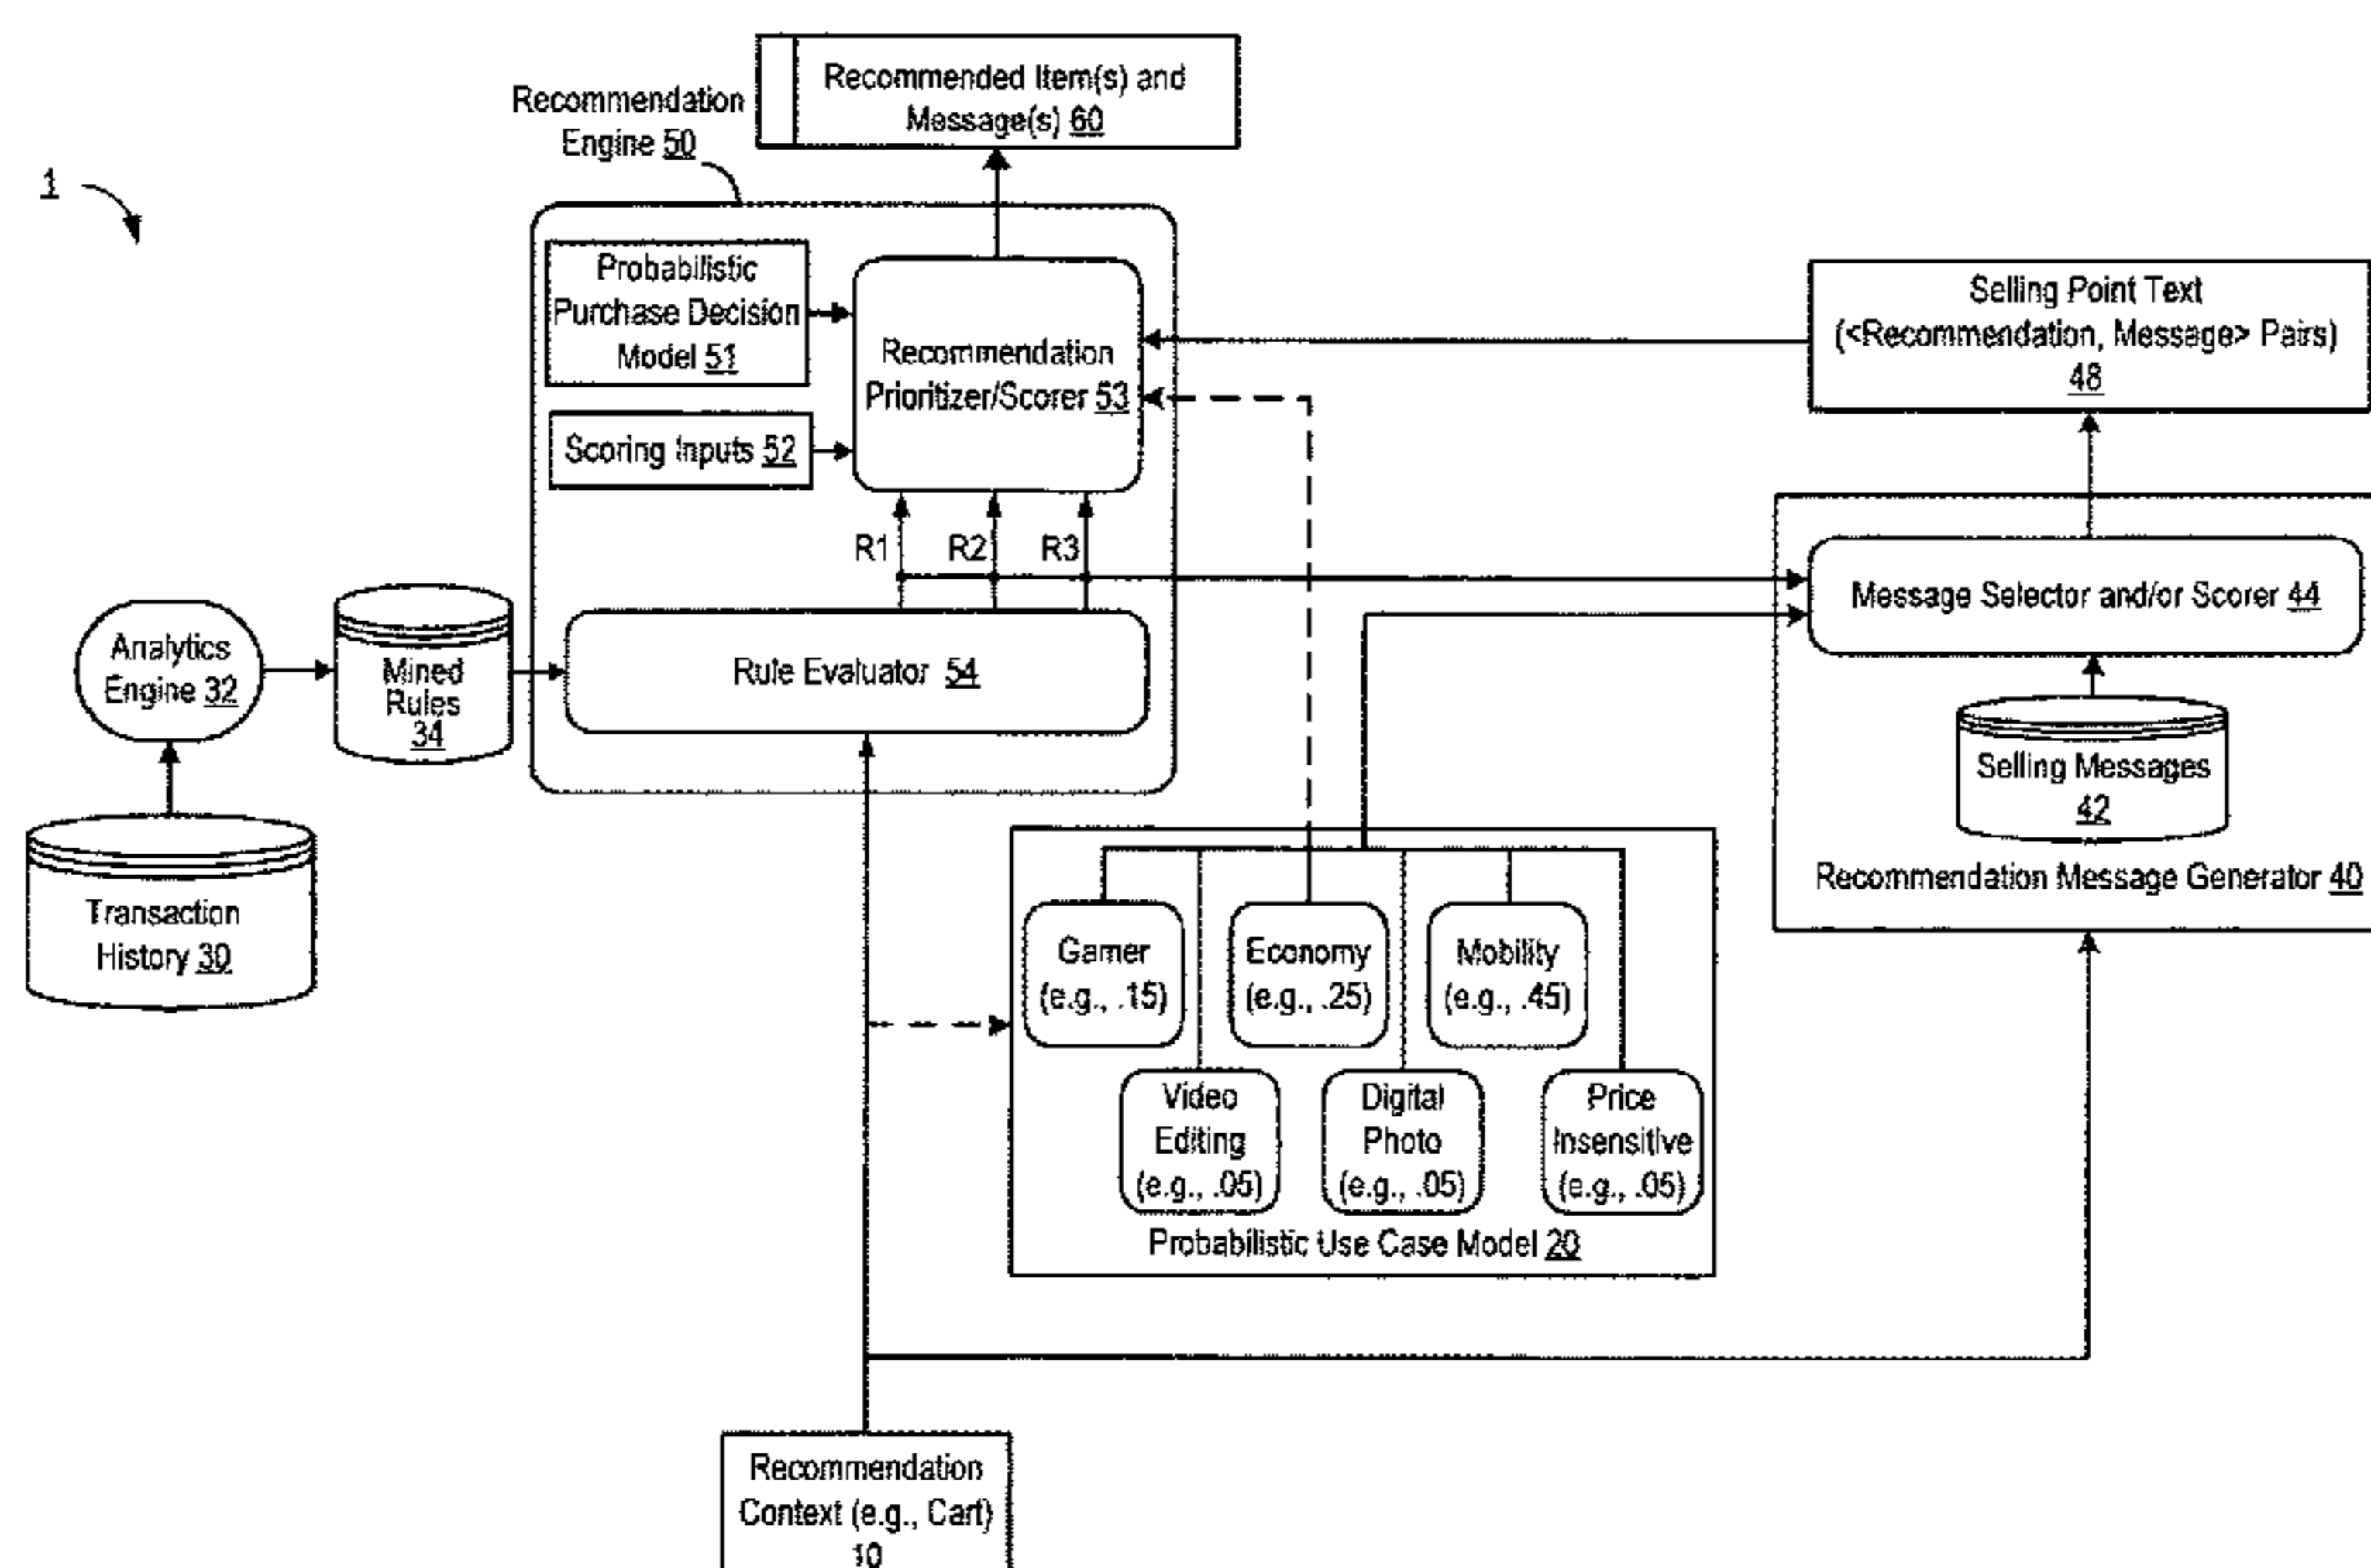 Recommended Item(s) and
Message(s) 60
Recommendation
Engine 50
1
Probabilistic
Purchase Decision
Model 51
Recommendation
Prioritizer/Scorer 53
Scoring Inputs 52
Selling Point Text
(<Recommendation, Message> Pairs)
48
R1
R2
R3
Message Selector and/or Scorer 44
Analytics
Engine 32
Mined
Rules
34
Rule Evaluator 54
Selling Messages
42
Recommendation Message Generator 40
Transaction
History 30
Gamer
(e.g., .15)
Economy
(e.g., .25)
Mobility
(e.g., .45)
Video
Editing
(e.g., .05)
Digital
Photo
(e.g., .05)
Price
Insensitive
(e.g., .05)
Probabilistic Use Case Model 20
Recommendation
Context (e.g., Cart)
10